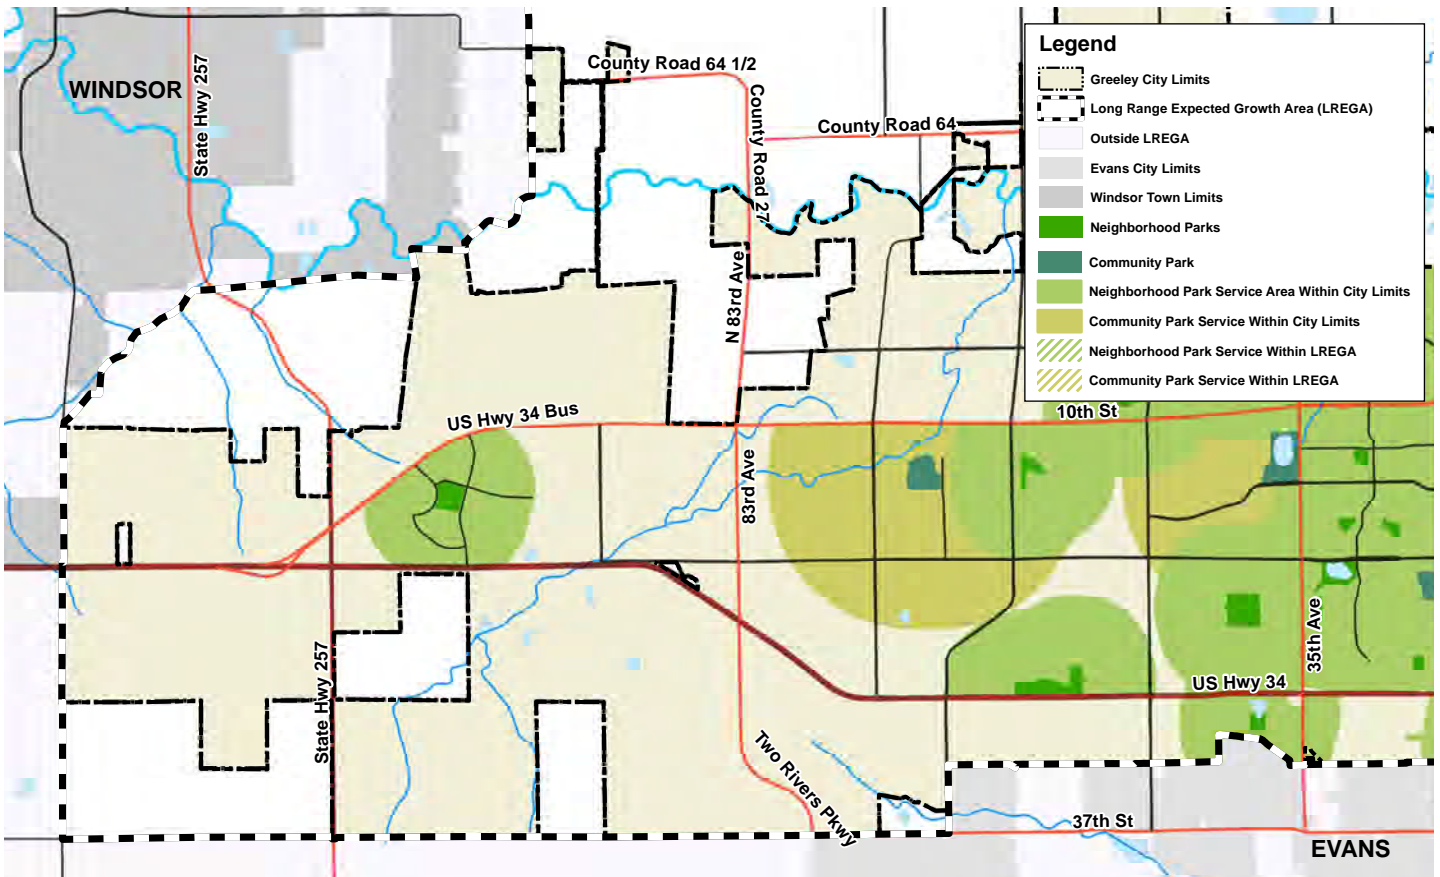 WINDSOR
State Hwy 257
County Road 64 1/2
County Road 27
County Road 64
N 83rd Ave
Legend
Greeley City Limits
Long Range Expected Growth Area (LREGA)
Outside LREGA
Evans City Limits
Windsor Town Limits
Neighborhood Parks
Community Park
Neighborhood Park Service Area Within City Limits
Community Park Service Within City Limits
Neighborhood Park Service Within LREGA
Community Park Service Within LREGA
US Hwy 34 Bus
10th St
83rd Ave
35th Ave
State Hwy 257
US Hwy 34
Two Rivers Pkwy
37th St
EVANS